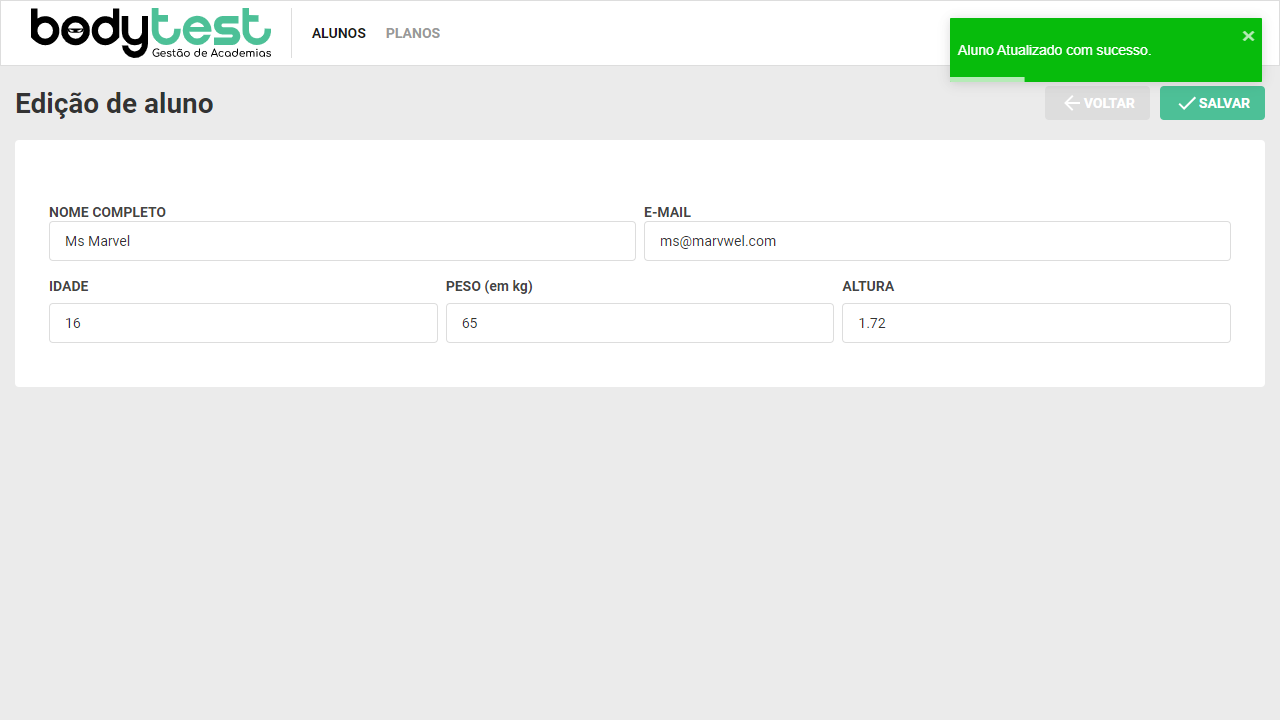 bodytest
Gestão de Academias
ALUNOS PLANOS
Aluno Atualizado com sucesso.
Edição de aluno
VOLTAR SALVAR
NOME COMPLETO E-MAIL
Ms Marvel ms@marvwel.com
IDADE PESO (em kg) ALTURA
16 65 1.72